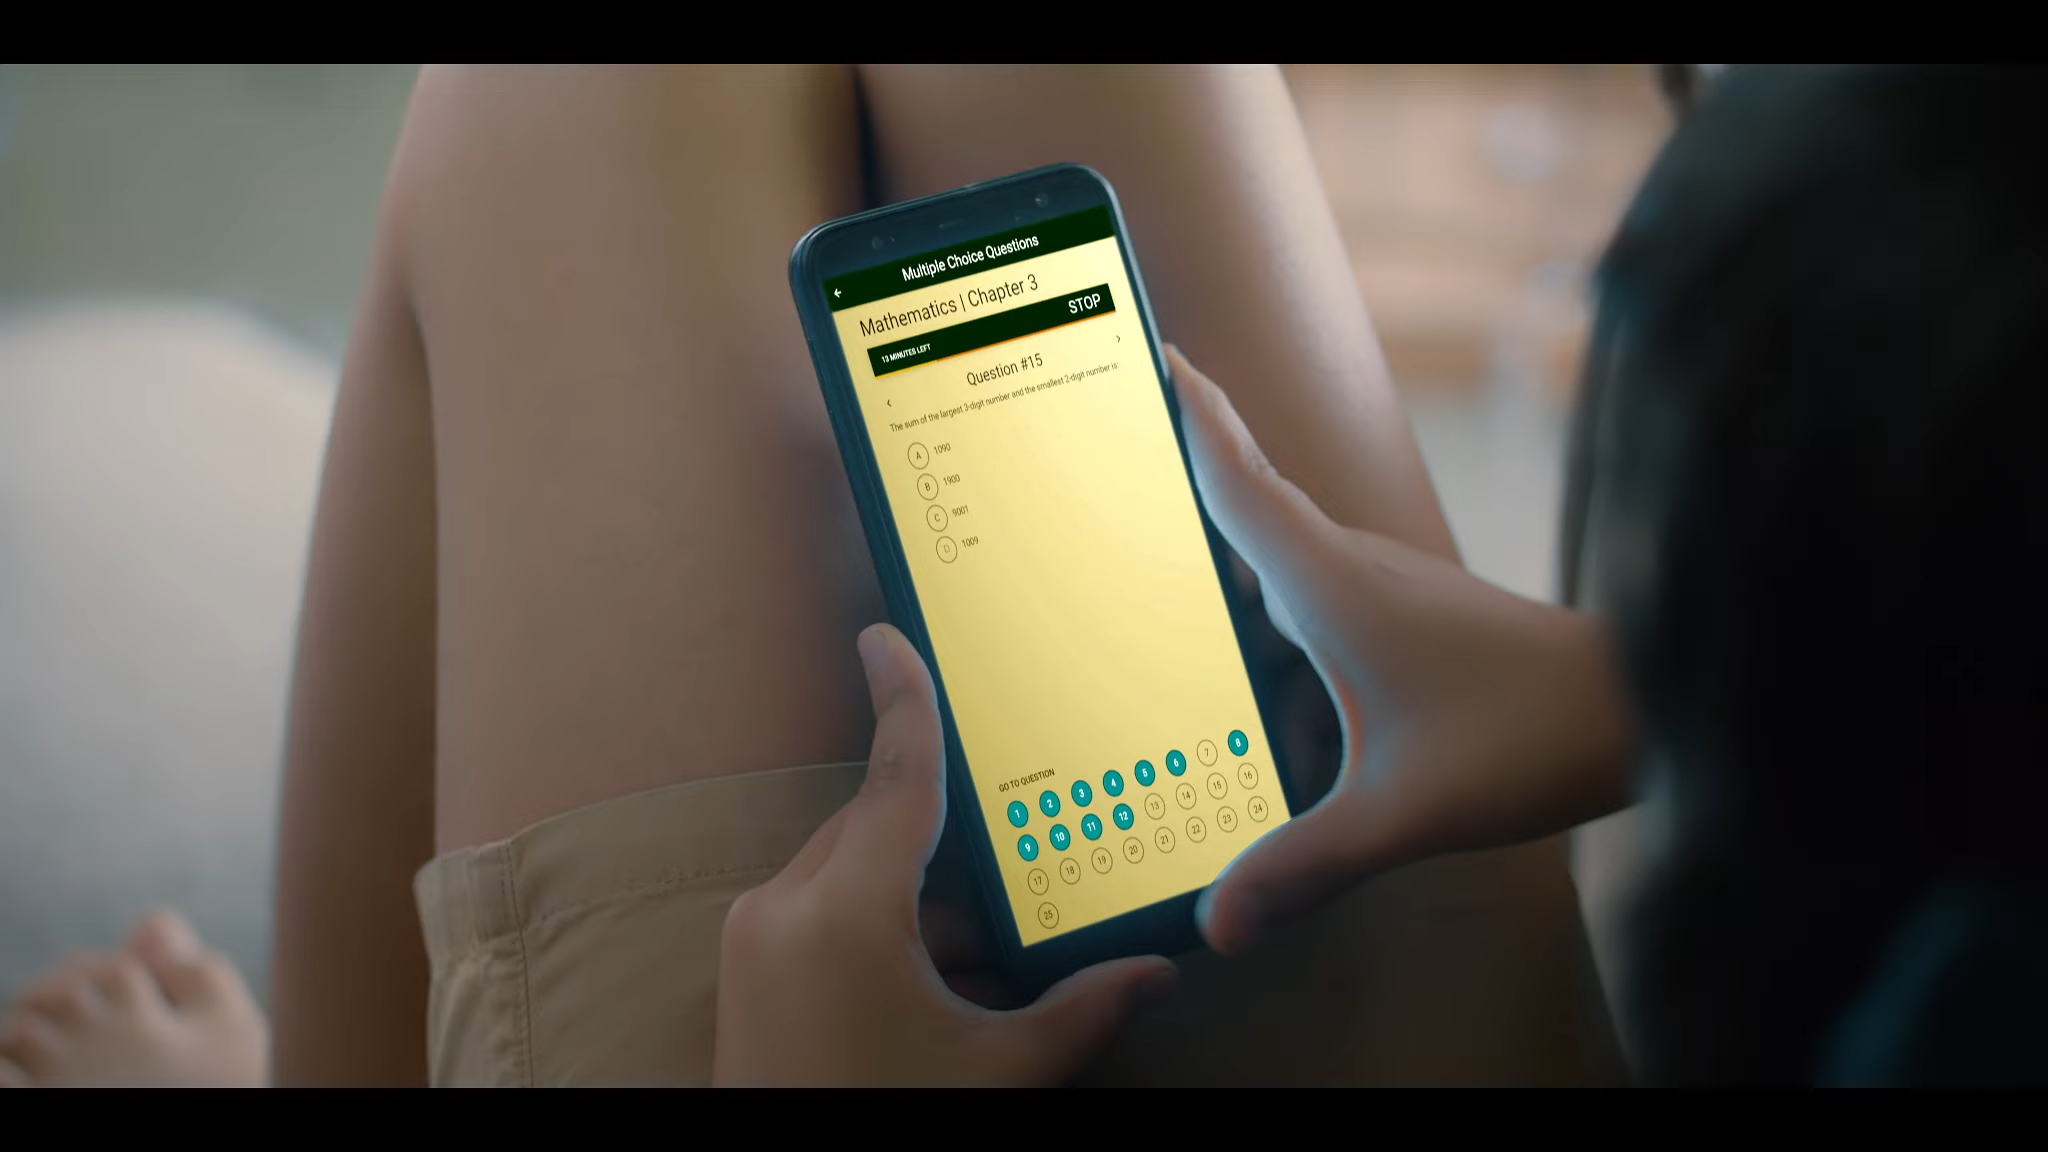 Multiple Choice Questions
Mathematics | Chapter 3
13 MINUTES LEFT STOP
Question #15
The sum of the largest 3-digit number and the smallest 2-digit number is:
A 1090
B 1900
C 9001
D 1009
GO TO QUESTION
1 2 3 4 5 6 7 8
9 10 11 12 13 14 15 16
17 18 19 20 21 22 23 24
25